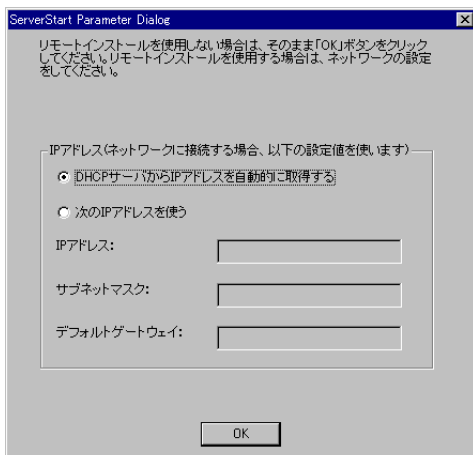 ServerStart Parameter Dialog
リモートインストールを使用しない場合は、そのまま「OK」ボタンをクリック
してください。リモートインストールを使用する場合は、ネットワークの設定
をしてください。
IPアドレス(ネットワークに接続する場合、以下の設定値を使います)
DHCPサーバからIPアドレスを自動的に取得する
次のIPアドレスを使う
IPアドレス:
サブネットマスク:
デフォルトゲートウェイ:
OK